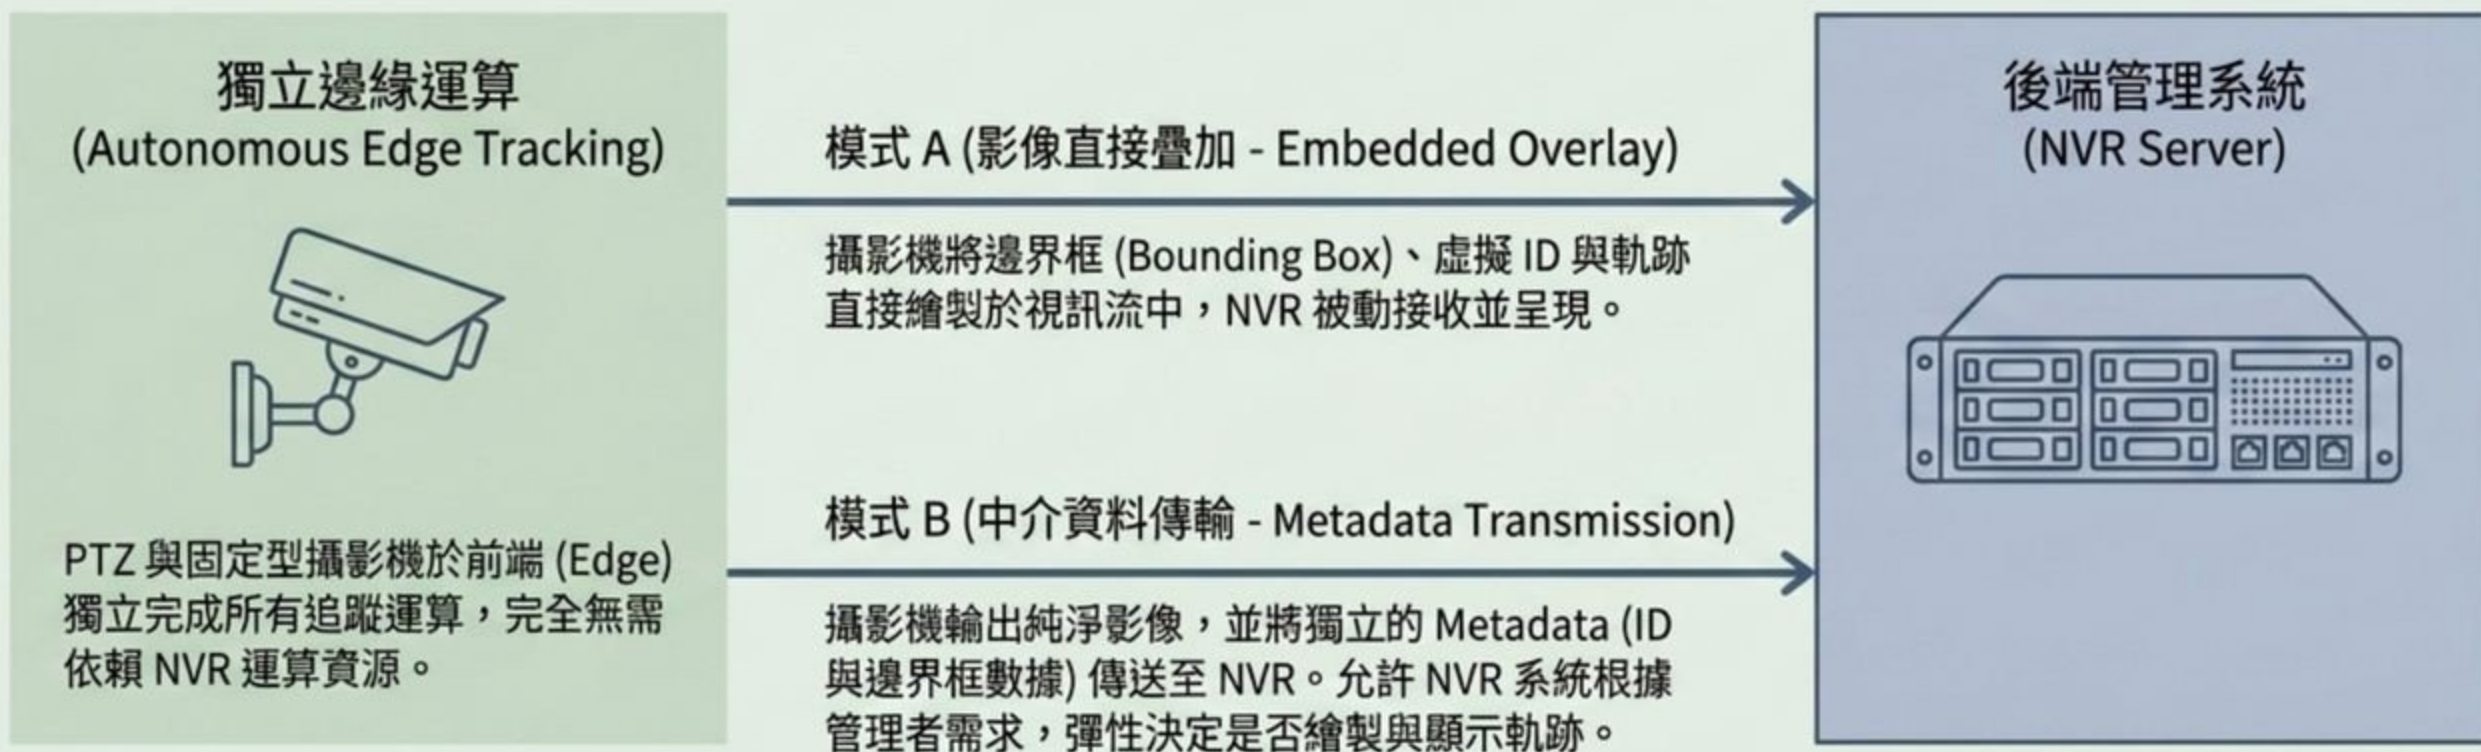 獨立邊緣運算
(Autonomous Edge Tracking)
PTZ 與固定型攝影機於前端 (Edge)
獨立完成所有追蹤運算，完全無需
依賴 NVR 運算資源。
模式 A (影像直接疊加 - Embedded Overlay)
攝影機將邊界框 (Bounding Box)、虛擬 ID 與軌跡
直接繪製於視訊流中，NVR 被動接收並呈現。
模式 B (中介資料傳輸 - Metadata Transmission)
攝影機輸出純淨影像，並將獨立的 Metadata (ID
與邊界框數據) 傳送至 NVR。允許 NVR 系統根據
管理者需求，彈性決定是否繪製與顯示軌跡。
後端管理系統
(NVR Server)